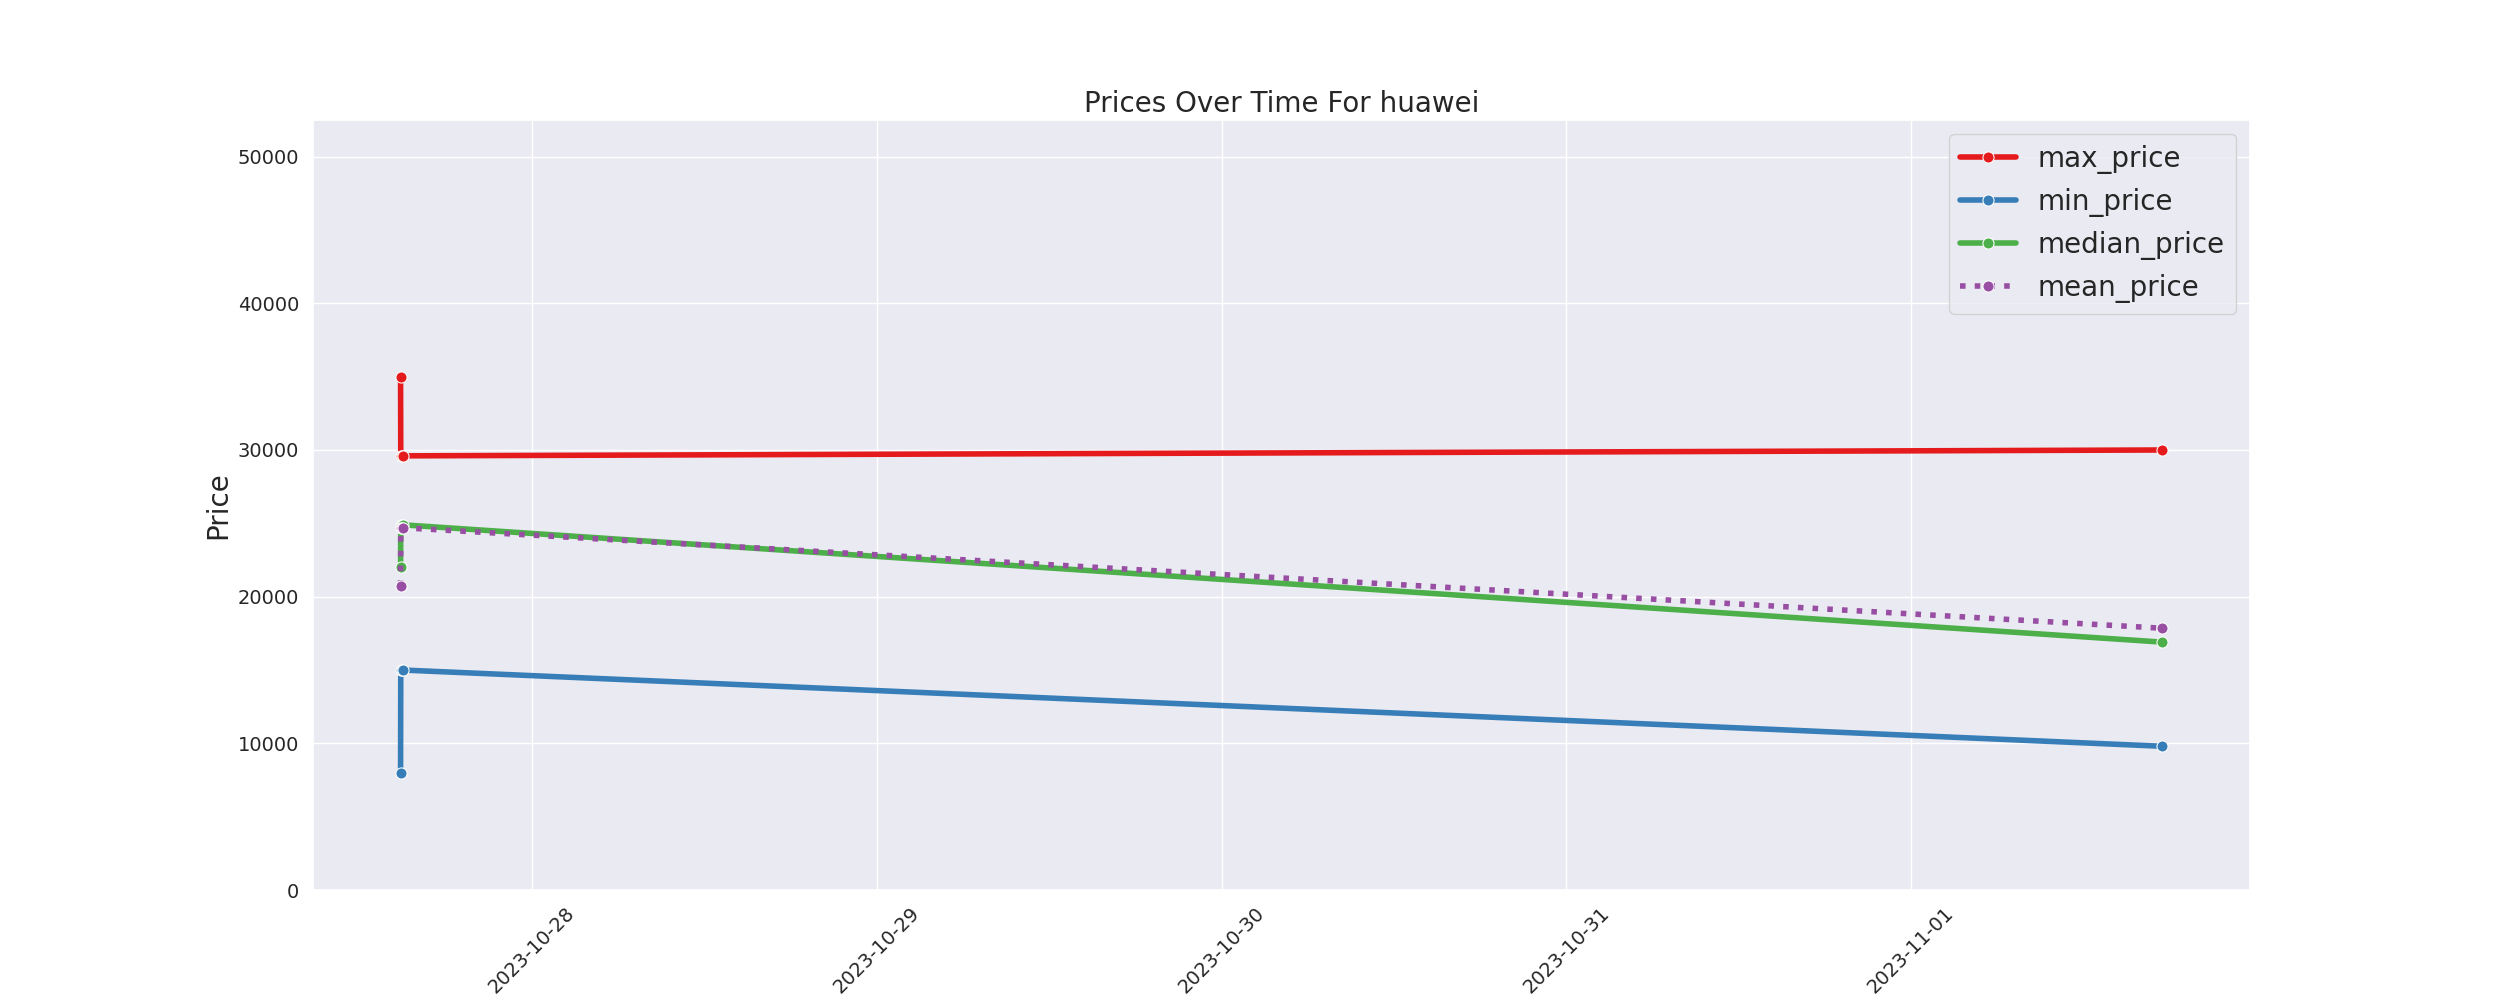 Prices Over Time For huawei
max_price
min_price
median_price
mean_price
Price
50000
40000
30000
20000
10000
0
2023-10-28
2023-10-29
2023-10-30
2023-10-31
2023-11-01